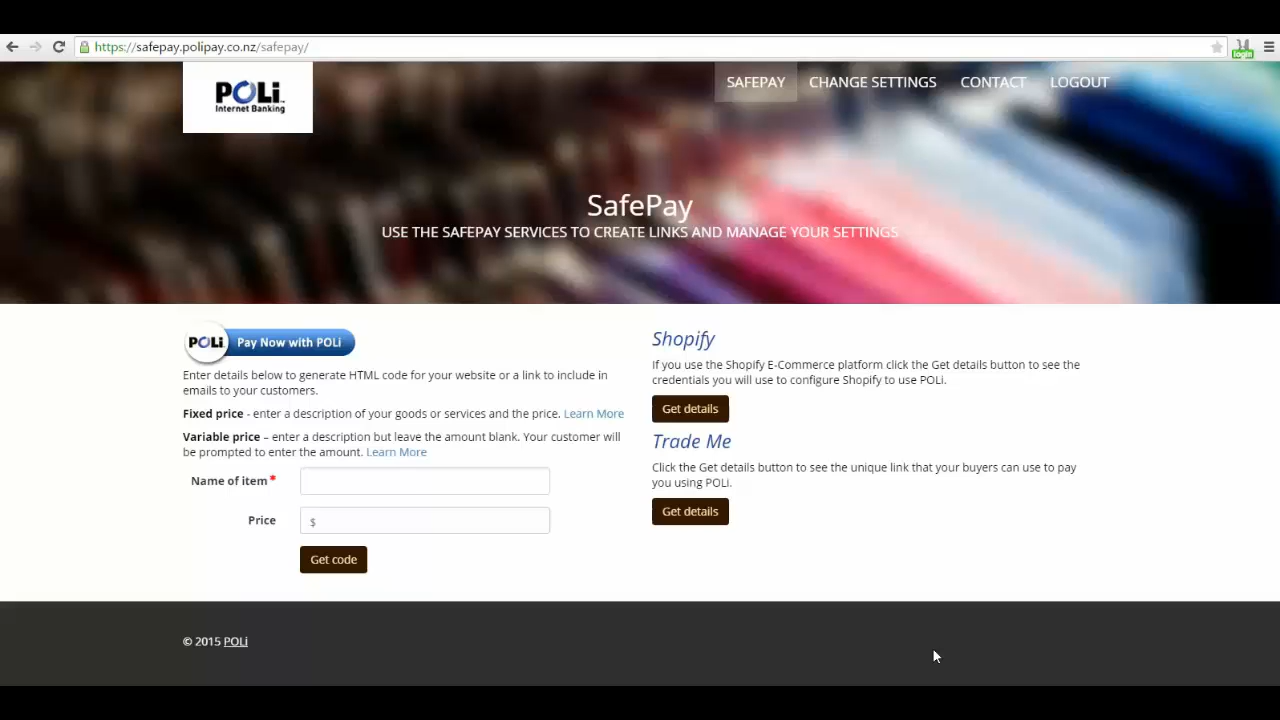 https://safepay.polipay.co.nz/safepay/
login
POLi
Internet Banking
SAFEPAY CHANGE SETTINGS CONTACT LOGOUT
SafePay
USE THE SAFEPAY SERVICES TO CREATE LINKS AND MANAGE YOUR SETTINGS
POLi Pay Now with POLi
Enter details below to generate HTML code for your website or a link to include in
emails to your customers.
Fixed price - enter a description of your goods or services and the price. Learn More
Variable price – enter a description but leave the amount blank. Your customer will
be prompted to enter the amount. Learn More
Name of item*
Price $
Get code
Shopify
If you use the Shopify E-Commerce platform click the Get details button to see the
credentials you will use to configure Shopify to use POLi.
Get details
Trade Me
Click the Get details button to see the unique link that your buyers can use to pay
you using POLi.
Get details
© 2015 POLi